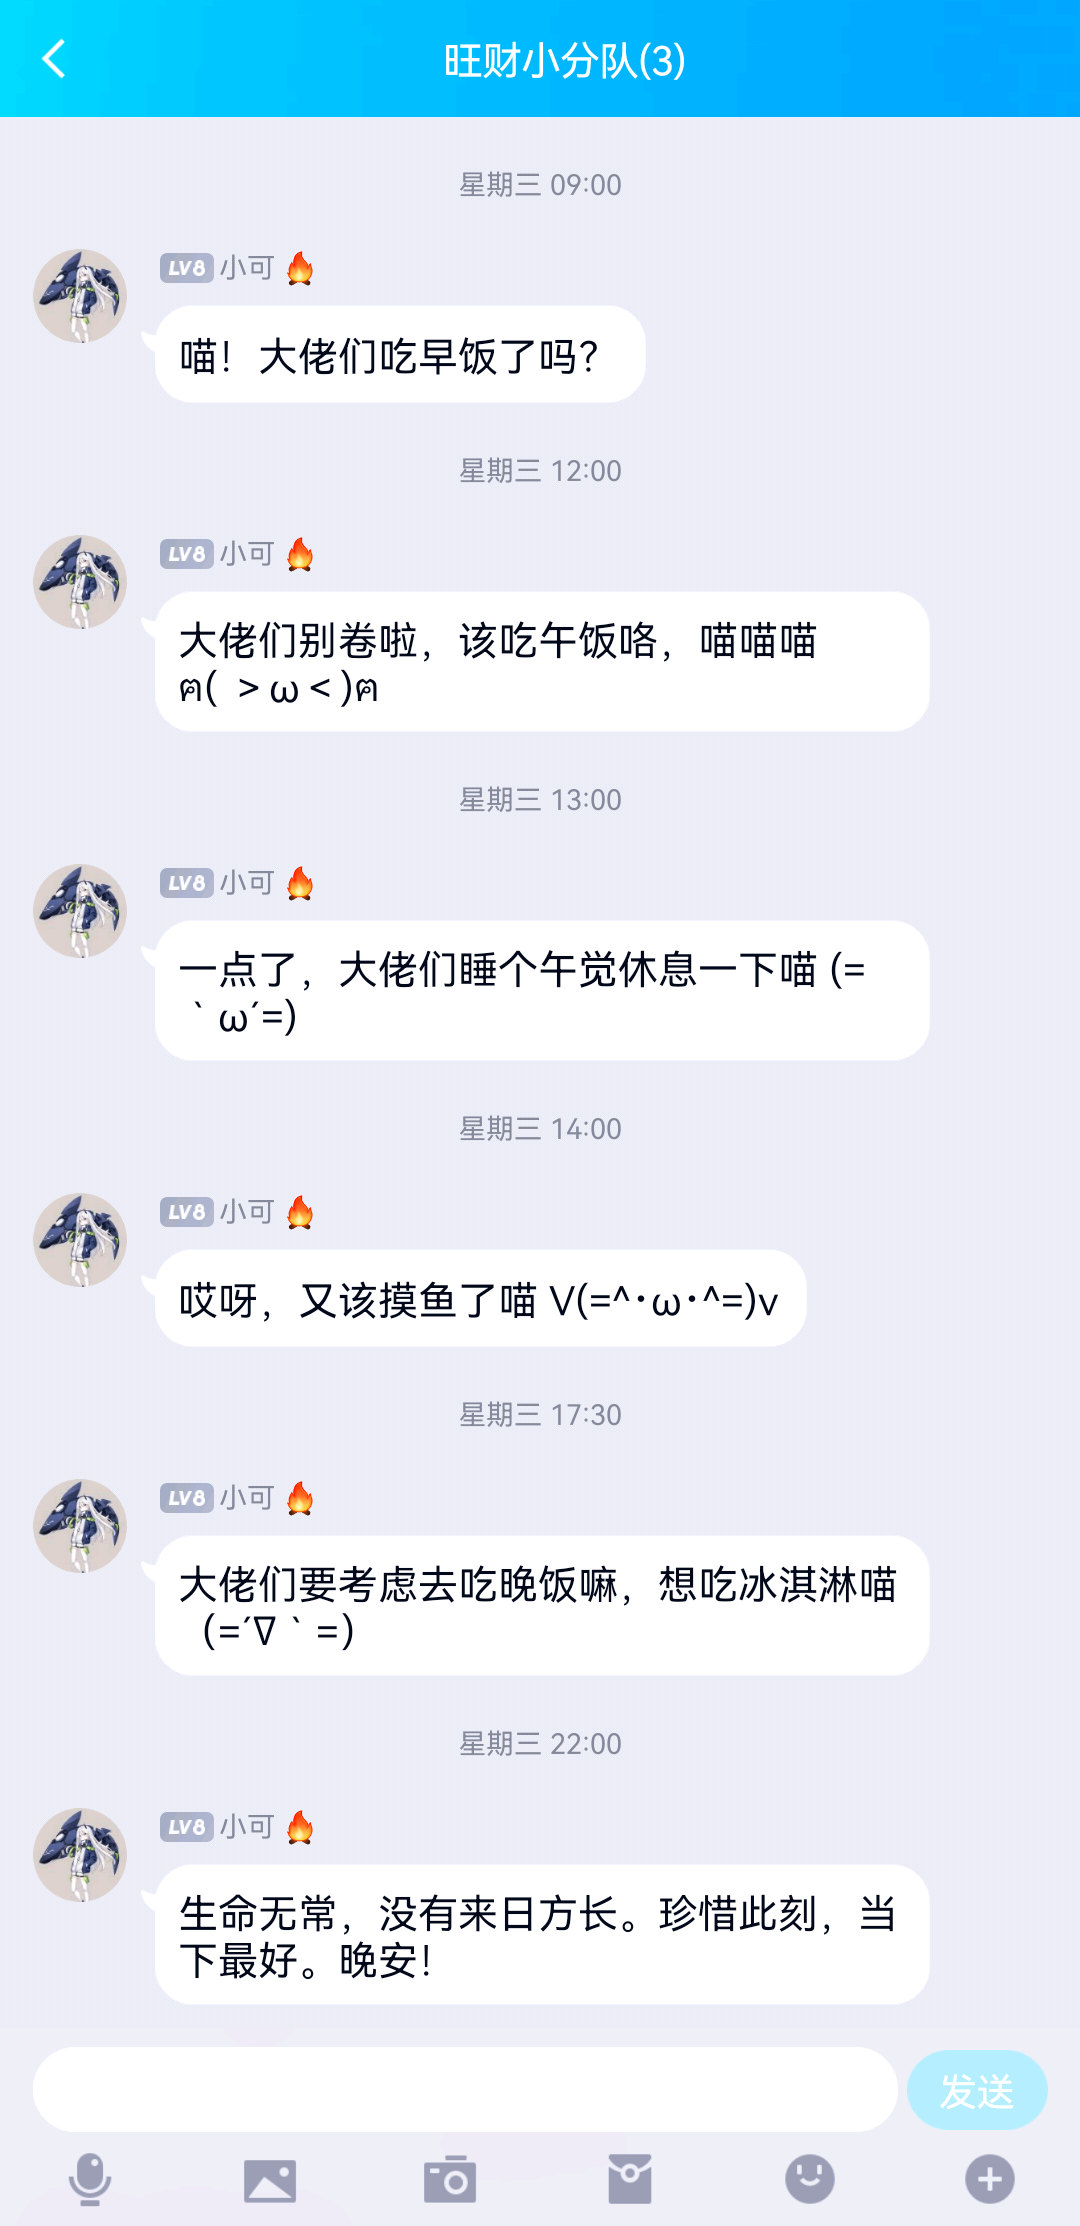 旺财小分队(3)
星期三 09:00
LV8 小可 🔥
喵！大佬们吃早饭了吗？
星期三 12:00
LV8 小可 🔥
大佬们别卷啦，该吃午饭咯，喵喵喵
ฅ( ＞ω＜)ฅ
星期三 13:00
LV8 小可 🔥
一点了，大佬们睡个午觉休息一下喵 (=
｀ω´=)
星期三 14:00
LV8 小可 🔥
哎呀，又该摸鱼了喵 V(=^･ω･^=)v
星期三 17:30
LV8 小可 🔥
大佬们要考虑去吃晚饭嘛，想吃冰淇淋喵
（=´∇｀=）
星期三 22:00
LV8 小可 🔥
生命无常，没有来日方长。珍惜此刻，当
下最好。晚安！
发送